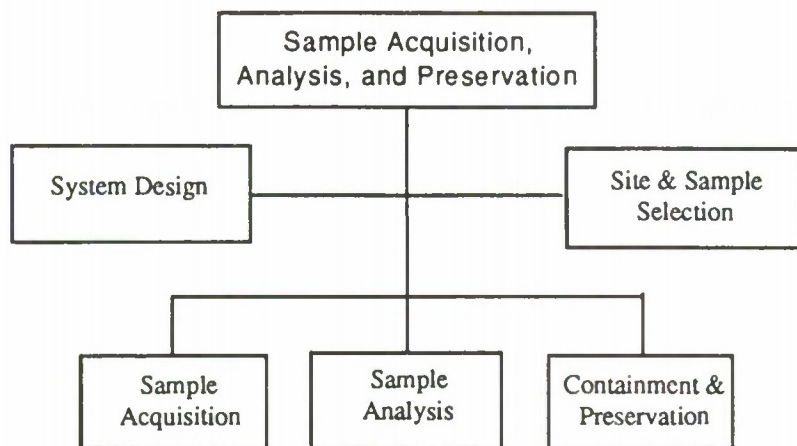 Sample Acquisition,
Analysis, and Preservation
System Design
Site & Sample
Selection
Sample
Acquisition
Sample
Analysis
Containment &
Preservation